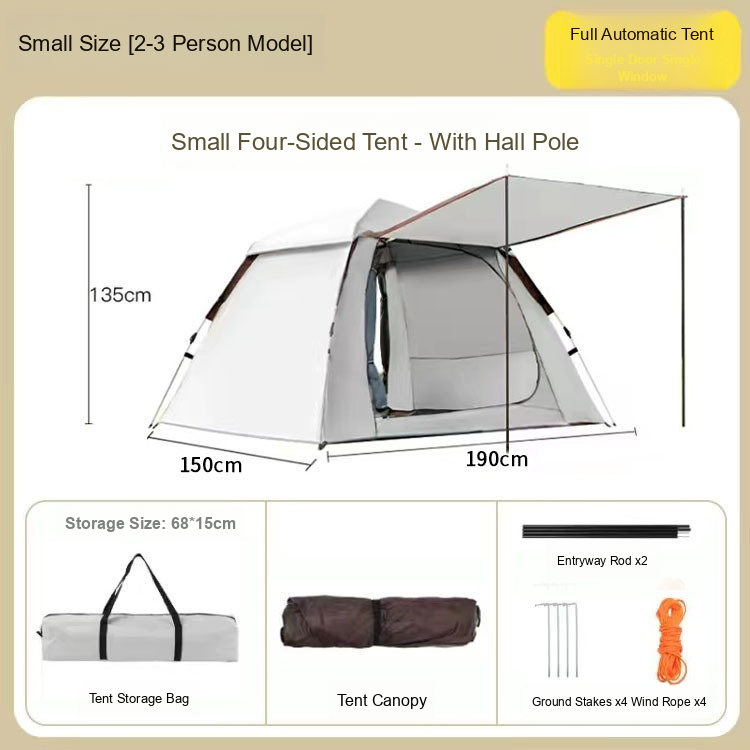 Small Size [2-3 Person Model]
Full Automatic Tent
Single Door Single
Window
Small Four-Sided Tent - With Hall Pole
135cm
150cm
190cm
Storage Size: 68*15cm
Entryway Rod x2
Tent Storage Bag
Tent Canopy
Ground Stakes x4 Wind Rope x4